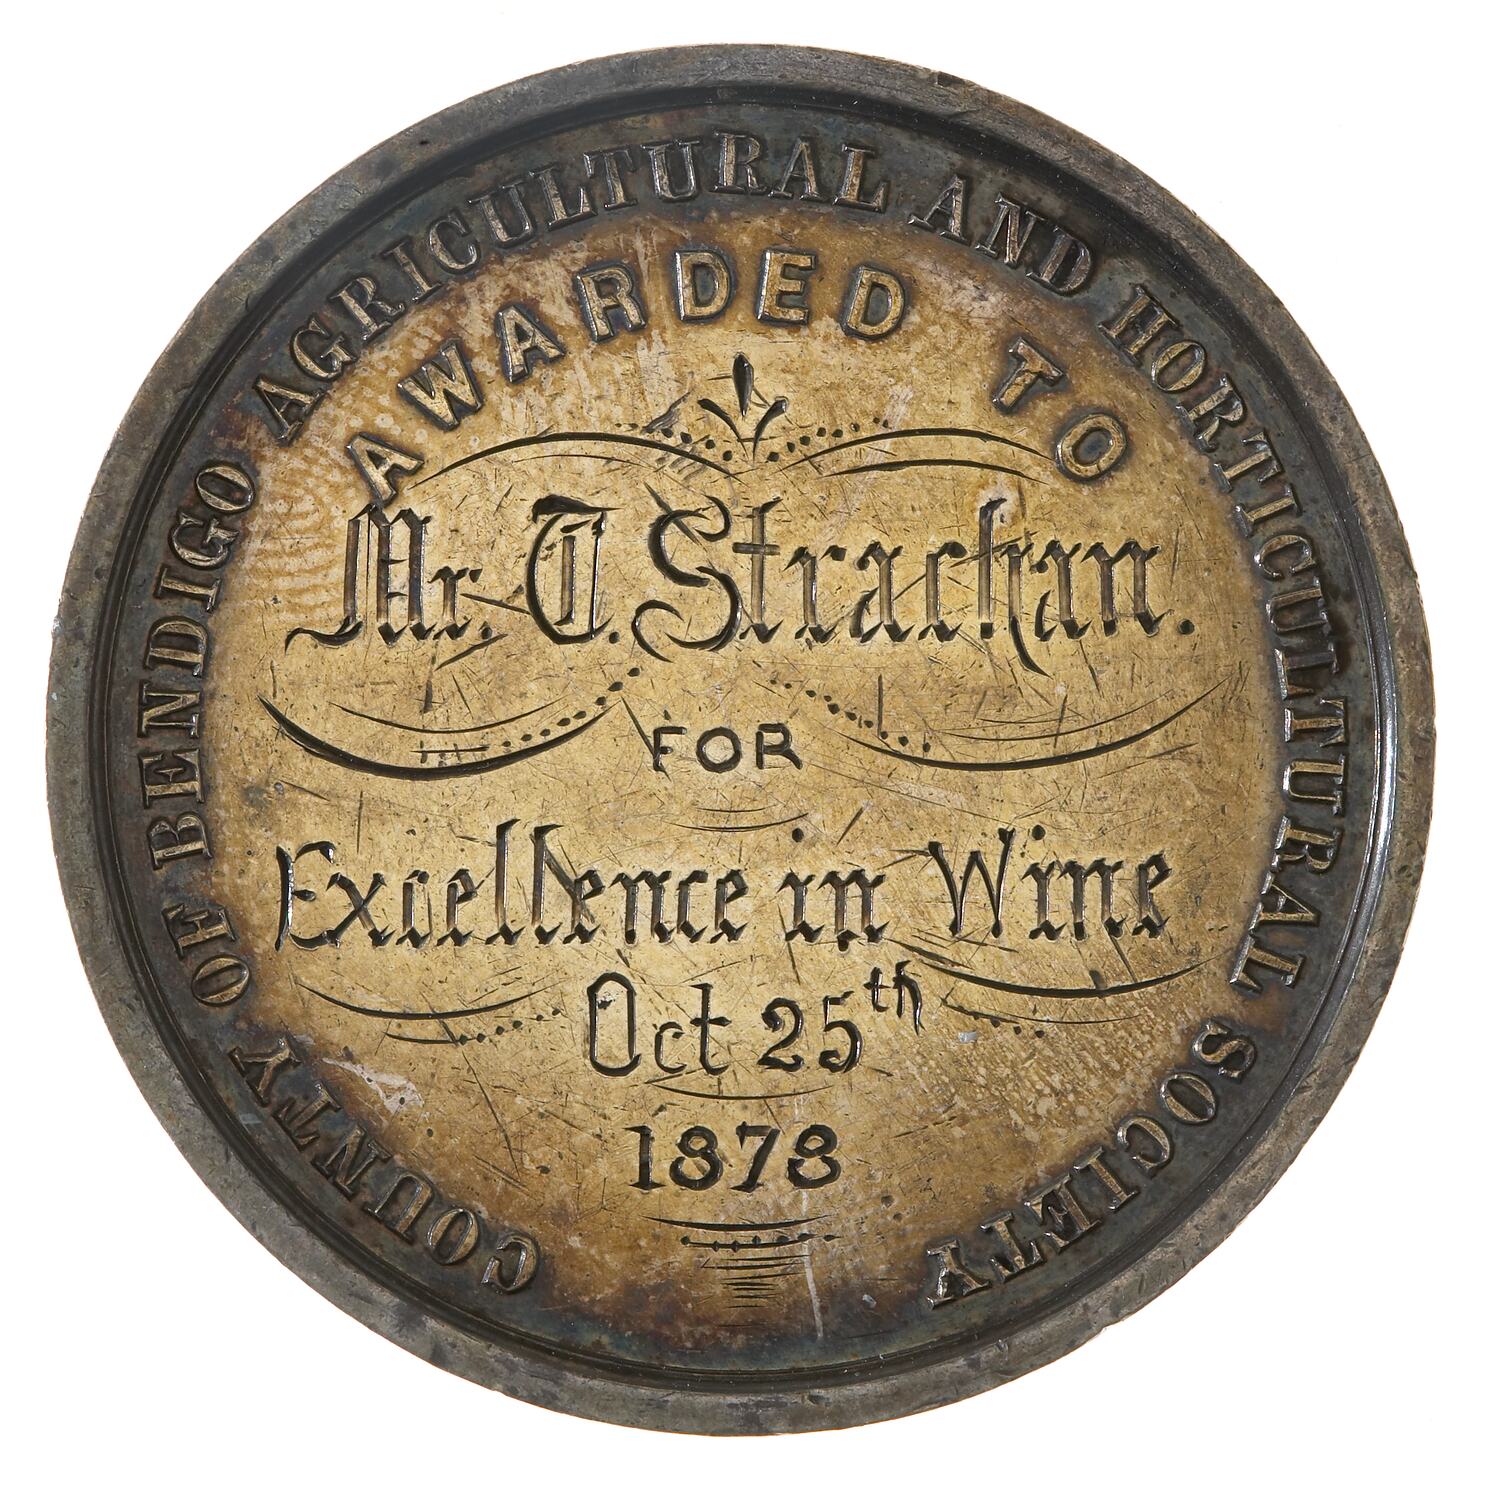 COUNTY OF BENDIGO AGRICULTURAL AND HORTICULTURAL SOCIETY
AWARDED TO
Mr. T. Strachan.
FOR
Excellence in Wine
Oct 25th
1878